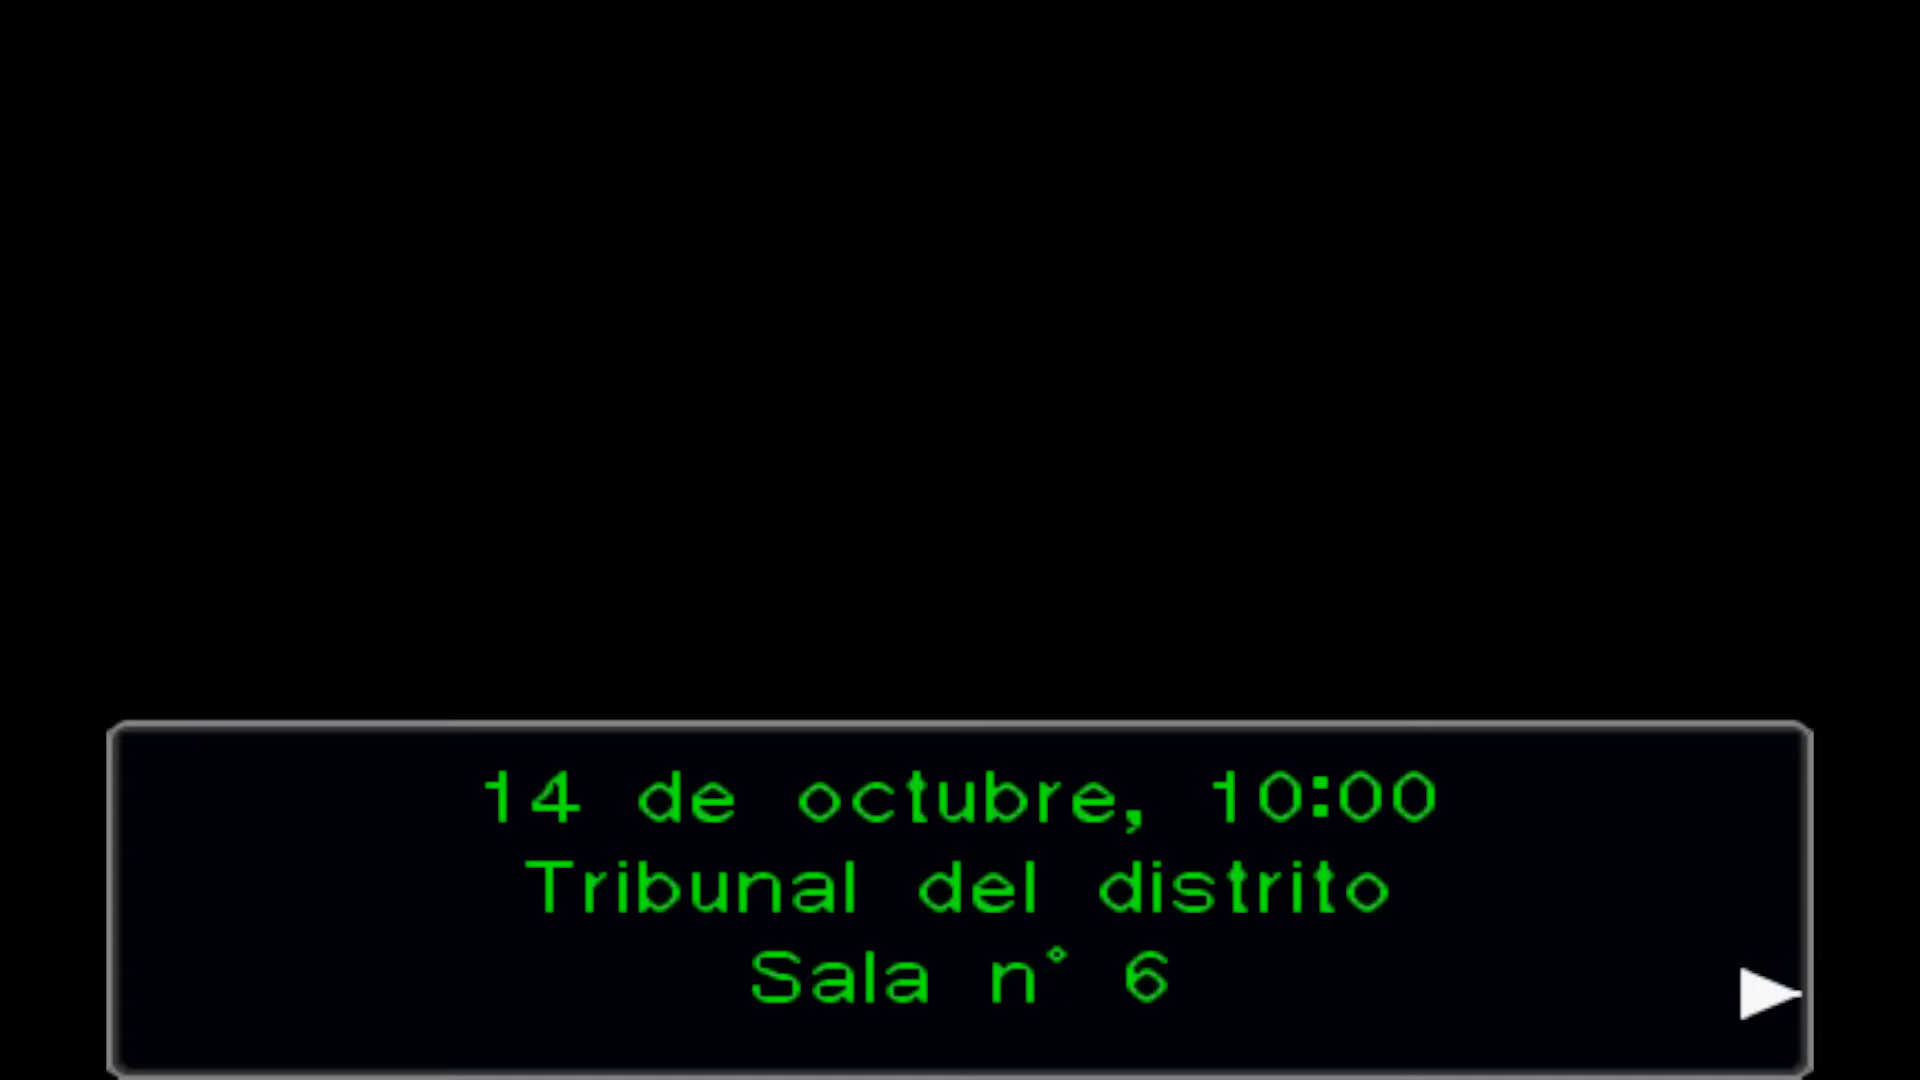 14 de octubre, 10:00
Tribunal del distrito
Sala n° 6